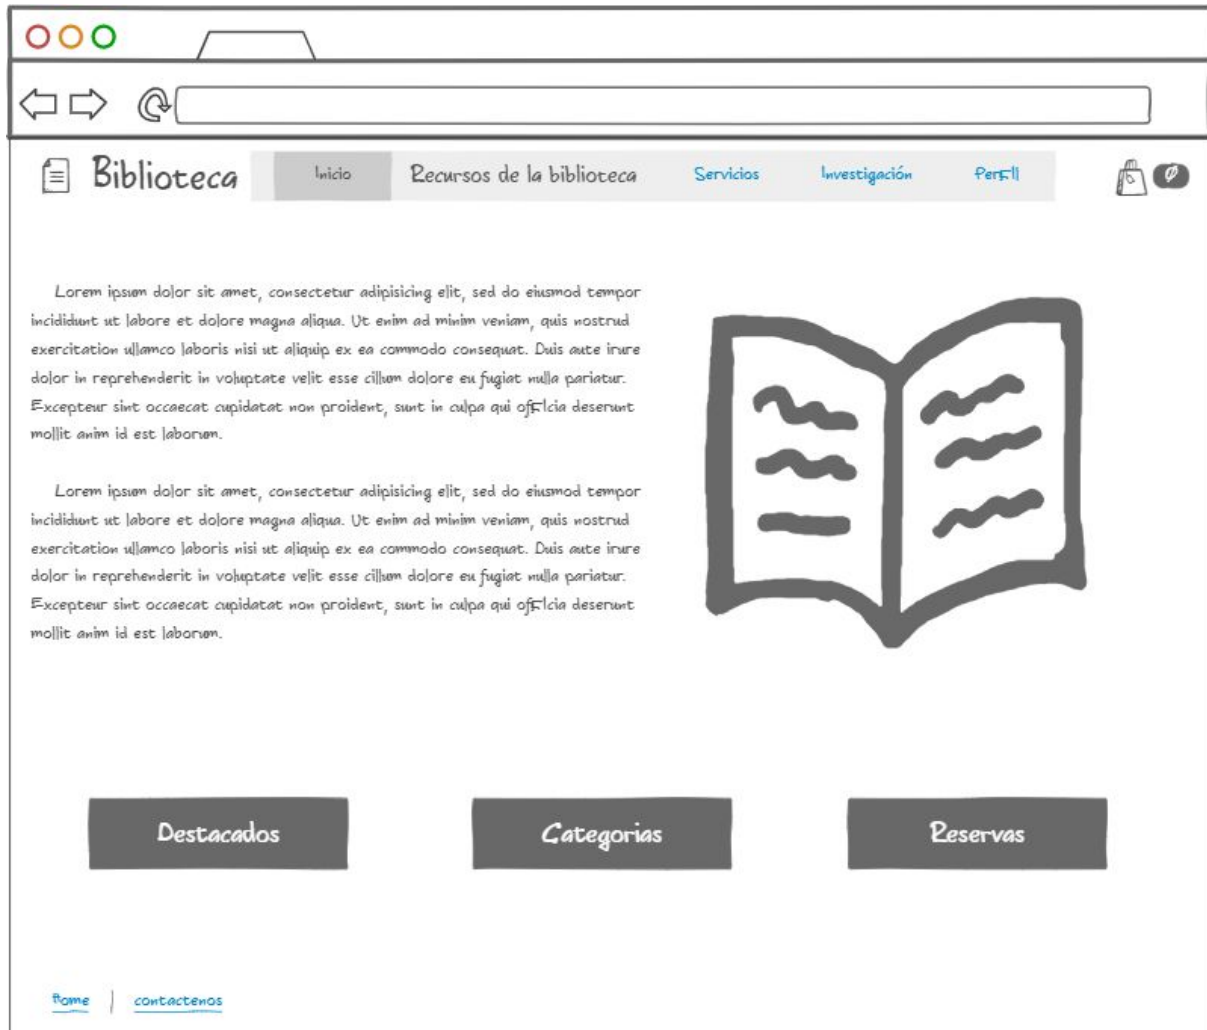 Biblioteca Inicio Recursos de la biblioteca Servicios Investigación Perfil 0
Lorem ipsum dolor sit amet, consectetur adipisicing elit, sed do eiusmod tempor
incididunt ut labore et dolore magna aliqua. Ut enim ad minim veniam, quis nostrud
exercitation ullamco laboris nisi ut aliquip ex ea commodo consequat. Duis aute irure
dolor in reprehenderit in voluptate velit esse cillum dolore eu fugiat nulla pariatur.
Excepteur sint occaecat cupidatat non proident, sunt in culpa qui officia deserunt
mollit anim id est laborum.
Lorem ipsum dolor sit amet, consectetur adipisicing elit, sed do eiusmod tempor
incididunt ut labore et dolore magna aliqua. Ut enim ad minim veniam, quis nostrud
exercitation ullamco laboris nisi ut aliquip ex ea commodo consequat. Duis aute irure
dolor in reprehenderit in voluptate velit esse cillum dolore eu fugiat nulla pariatur.
Excepteur sint occaecat cupidatat non proident, sunt in culpa qui officia deserunt
mollit anim id est laborum.
Destacados Categorias Reservas
Home | contactenos